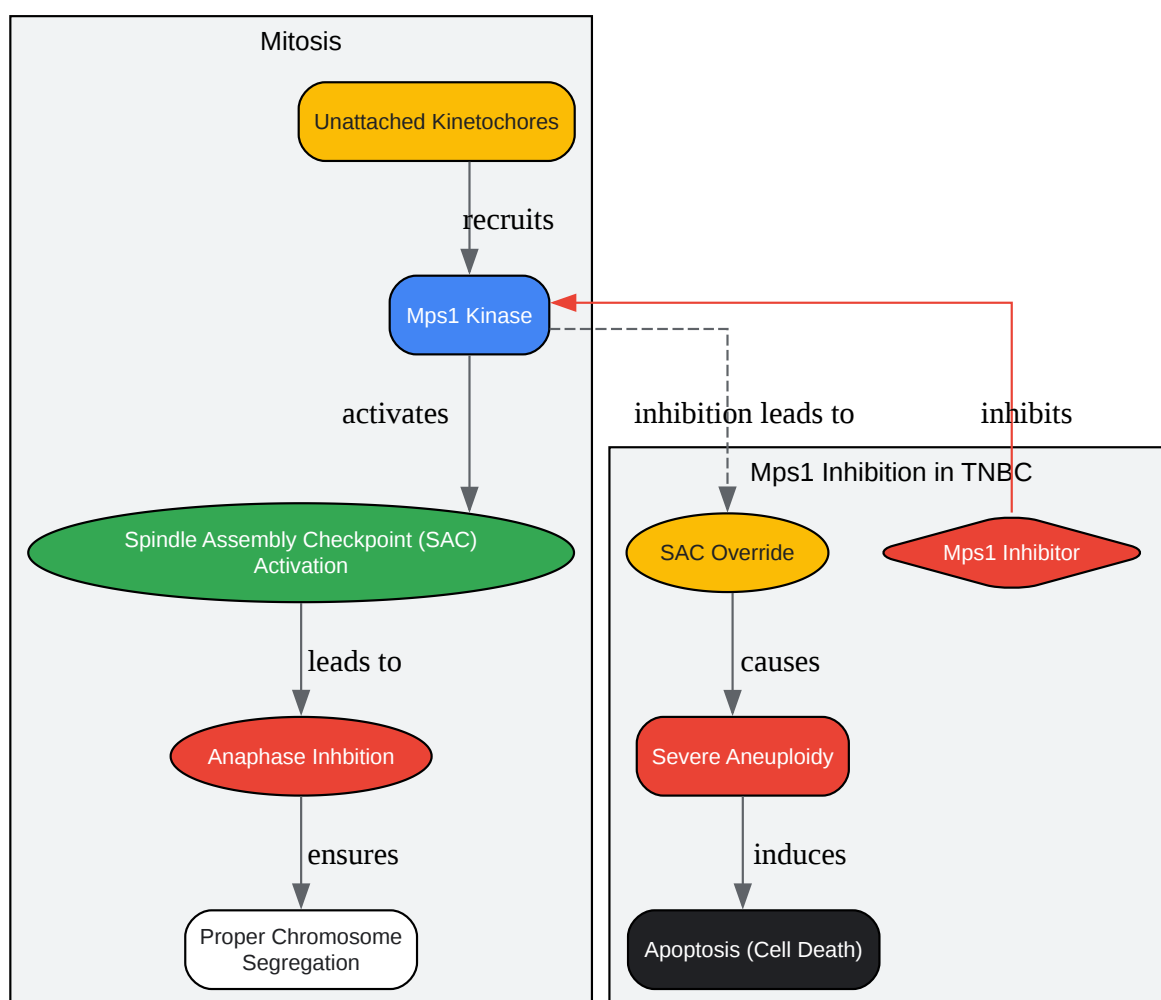 Mitosis
Unattached Kinetochores
recruits
Mps1 Kinase
activates
inhibition leads to
inhibits
Mps1 Inhibition in TNBC
Spindle Assembly Checkpoint (SAC)
Activation
SAC Override
Mps1 Inhibitor
leads to
causes
Anaphase Inhbition
Severe Aneuploidy
ensures
induces
Proper Chromosome
Segregation
Apoptosis (Cell Death)